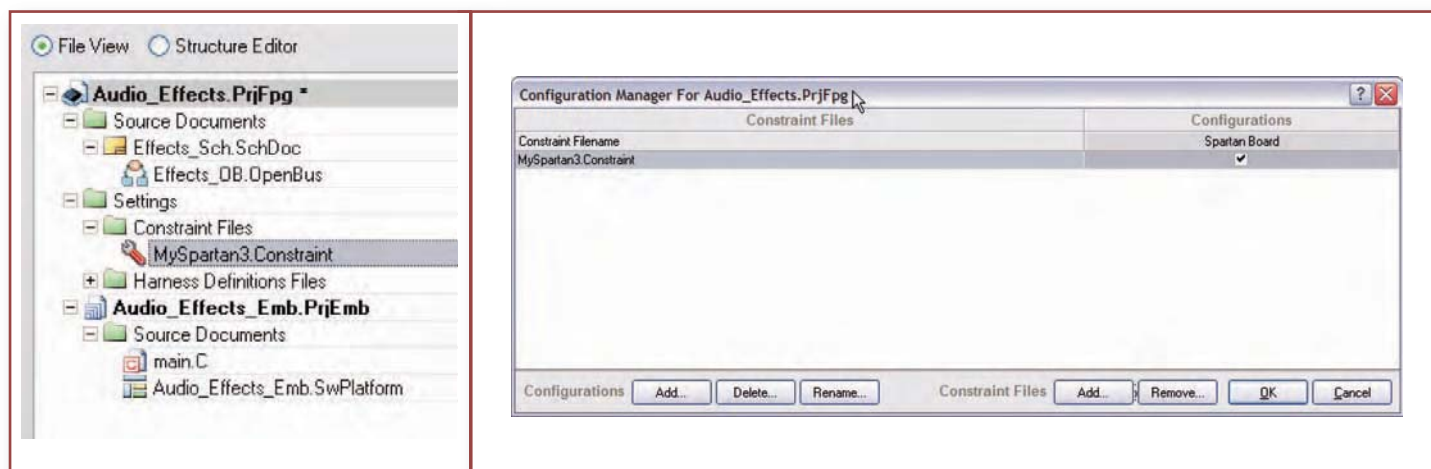 File View Structure Editor
Audio_Effects.PrjFpg *
Source Documents
Effects_Sch.SchDoc
Effects_OB.OpenBus
Settings
Constraint Files
MySpartan3.Constraint
Harness Definitions Files
Audio_Effects_Emb.PrjEmb
Source Documents
main.C
Audio_Effects_Emb.SwPlatform
Configuration Manager For Audio_Effects.PrjFpg
Constraint Files Configurations
Constraint Filename Spartan Board
MySpartan3.Constraint
Configurations Add... Delete... Rename... Constraint Files Add... Remove... OK Cancel